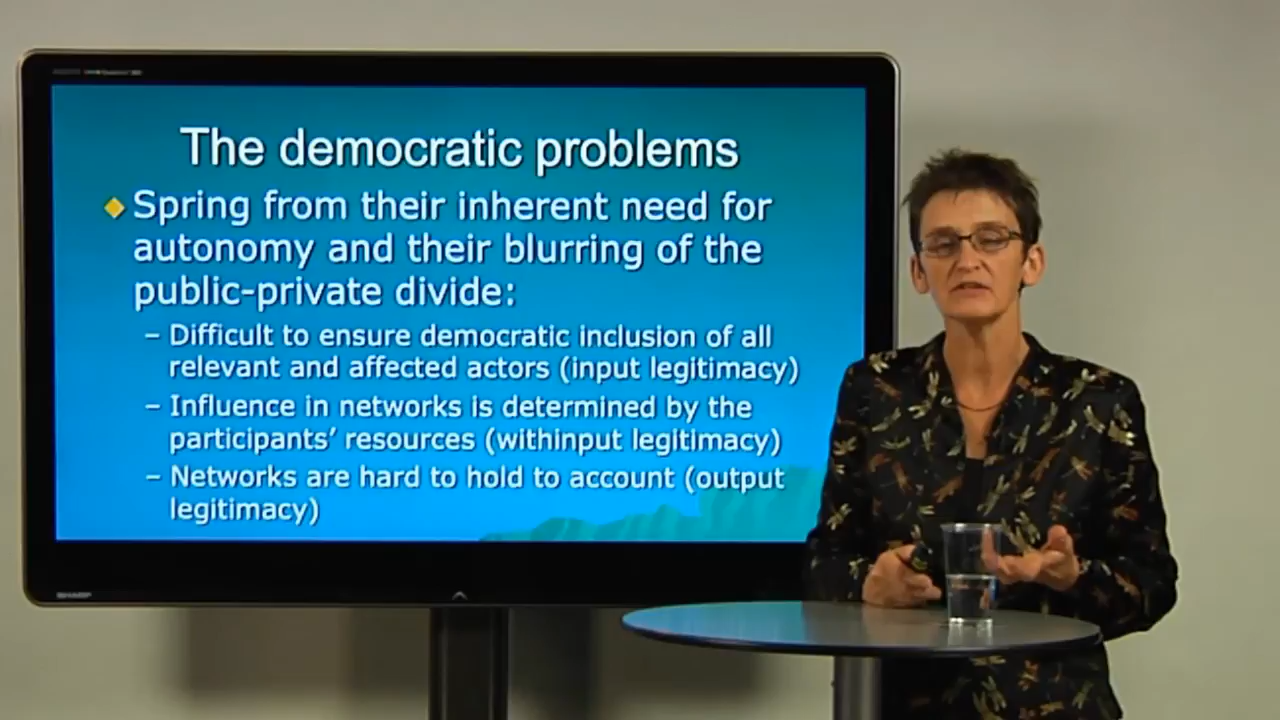 The democratic problems
Spring from their inherent need for
autonomy and their blurring of the
public-private divide:
– Difficult to ensure democratic inclusion of all
relevant and affected actors (input legitimacy)
– Influence in networks is determined by the
participants’ resources (withinput legitimacy)
– Networks are hard to hold to account (output
legitimacy)
SHARP